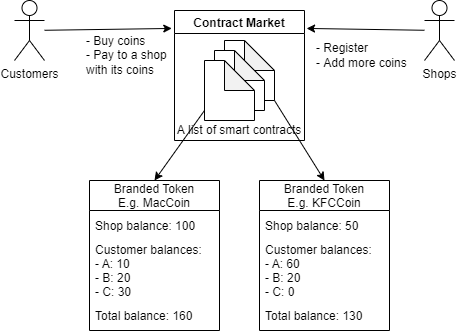 Contract Market
- Buy coins
- Pay to a shop
with its coins
- Register
- Add more coins
Customers
Shops
A list of smart contracts
Branded Token
E.g. MacCoin
Shop balance: 100
Customer balances:
- A: 10
- B: 20
- C: 30
Total balance: 160
Branded Token
E.g. KFCCoin
Shop balance: 50
Customer balances:
- A: 60
- B: 20
- C: 0
Total balance: 130